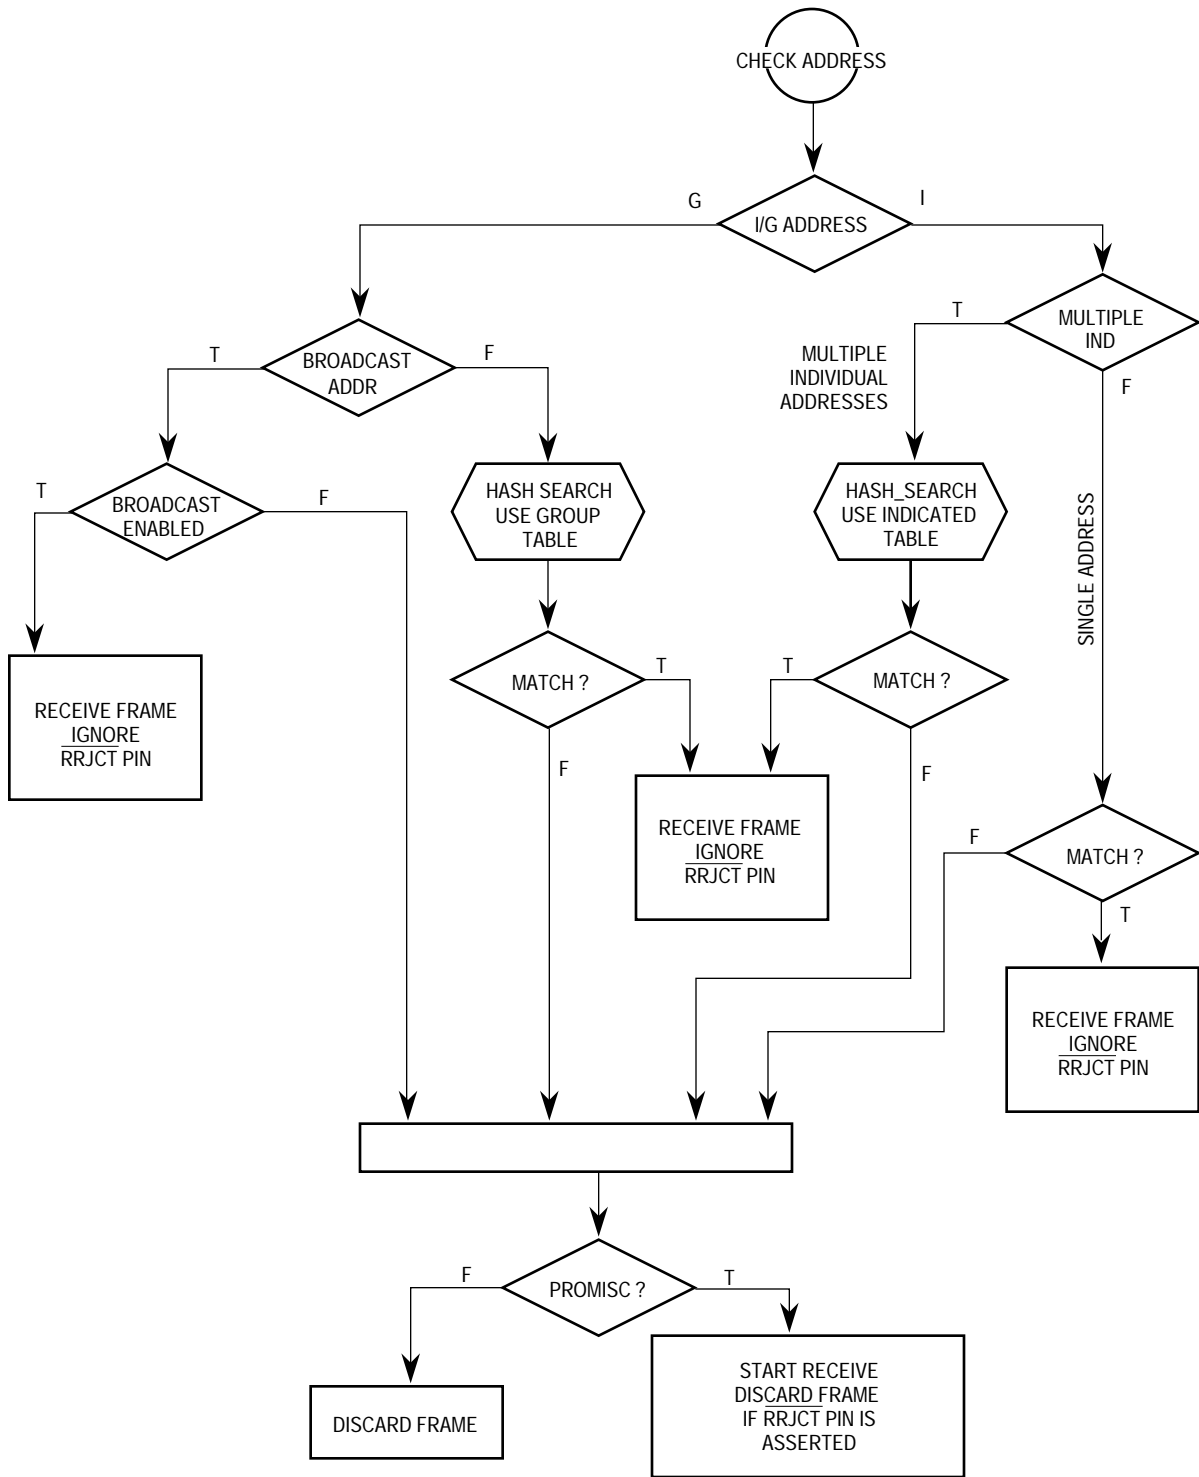 CHECK ADDRESS
G
I
I/G ADDRESS
T
MULTIPLE
IND
F
MULTIPLE
INDIVIDUAL
ADDRESSES
T
BROADCAST
ADDR
F
T
BROADCAST
ENABLED
F
HASH SEARCH
USE GROUP
TABLE
HASH_SEARCH
USE INDICATED
TABLE
SINGLE ADDRESS
RECEIVE FRAME
IGNORE
RRJCT PIN
MATCH ?
T
F
T
MATCH ?
F
RECEIVE FRAME
IGNORE
RRJCT PIN
F
MATCH ?
T
RECEIVE FRAME
IGNORE
RRJCT PIN
F
PROMISC ?
T
DISCARD FRAME
START RECEIVE
DISCARD FRAME
IF RRJCT PIN IS
ASSERTED